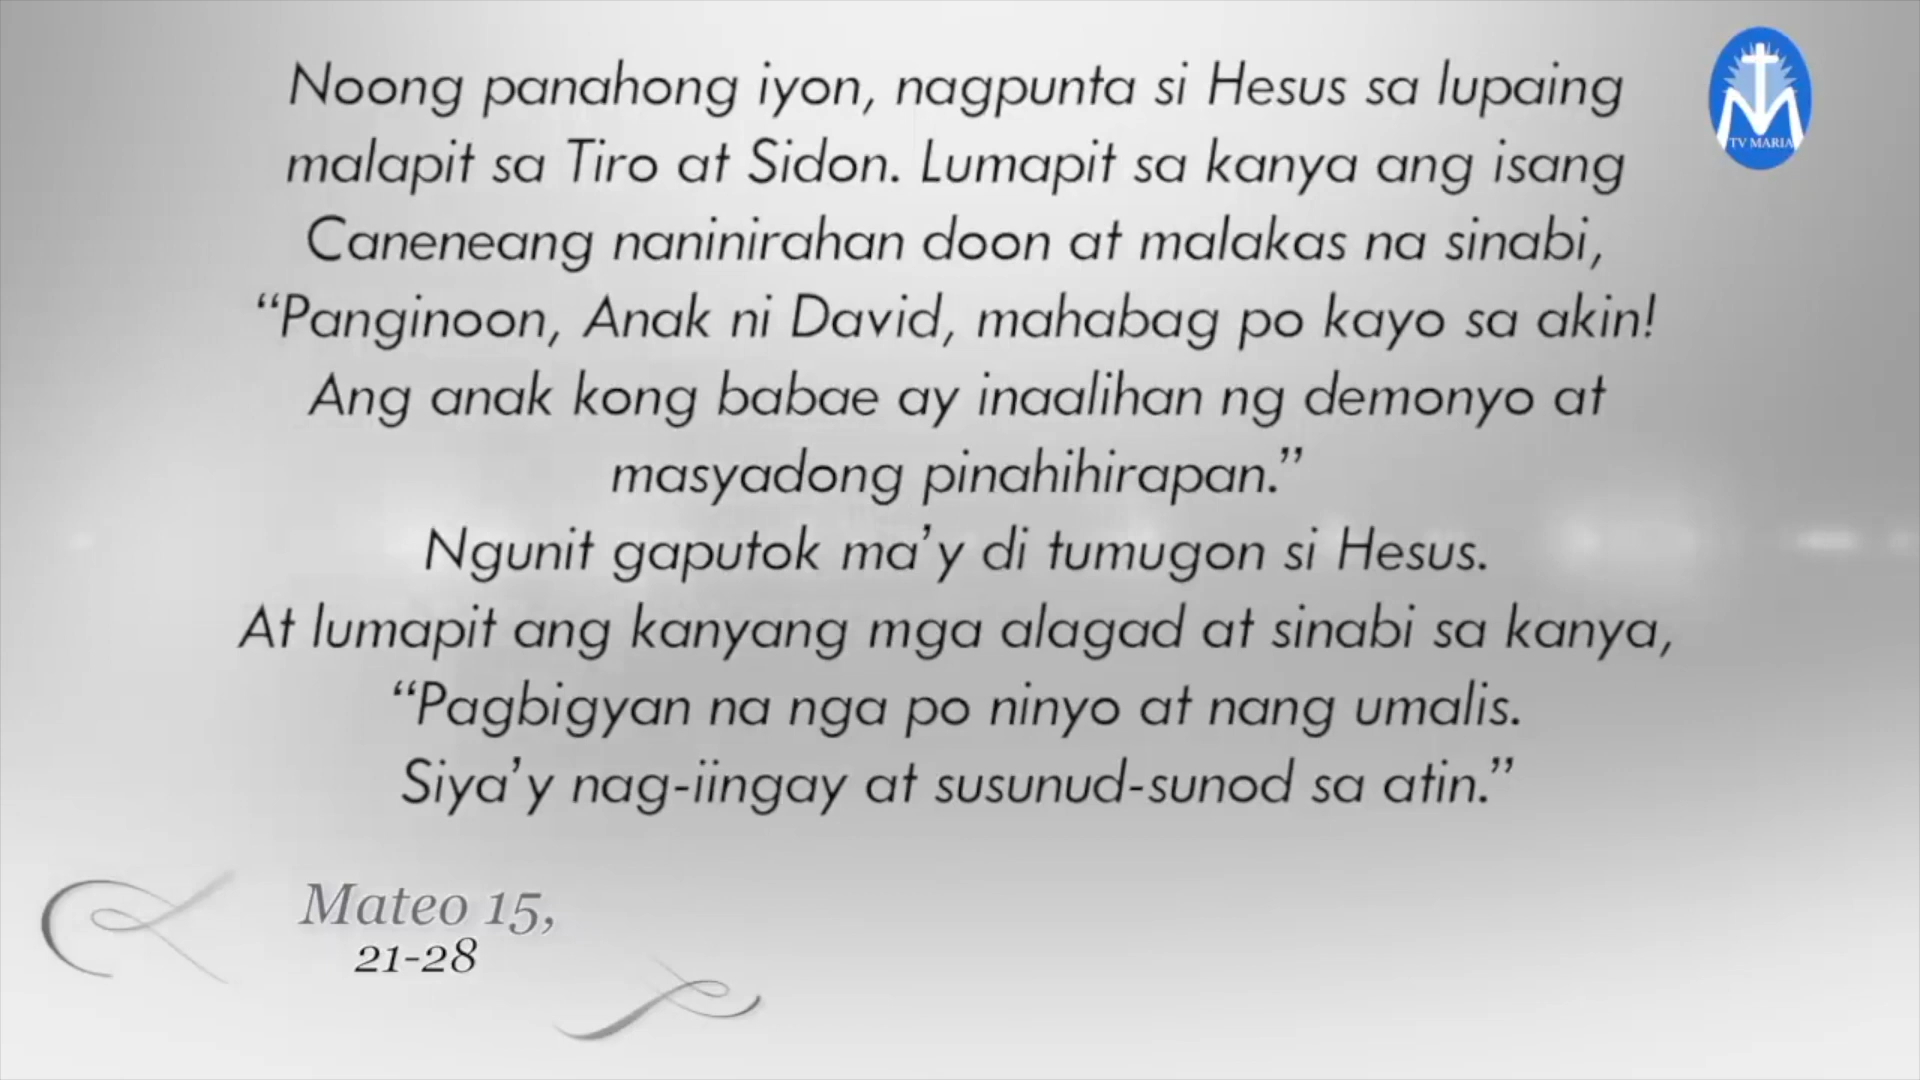 Noong panahong iyon, nagpunta si Hesus sa lupaing
malapit sa Tiro at Sidon. Lumapit sa kanya ang isang
Caneneang naninirahan doon at malakas na sinabi,
“Panginoon, Anak ni David, mahabag po kayo sa akin!
Ang anak kong babae ay inaalihan ng demonyo at
masyadong pinahihirapan.”
Ngunit gaputok ma’y di tumugon si Hesus.
At lumapit ang kanyang mga alagad at sinabi sa kanya,
“Pagbigyan na nga po ninyo at nang umalis.
Siya’y nag-iingay at susunud-sunod sa atin.”
Mateo 15,
21-28
TV MARIA